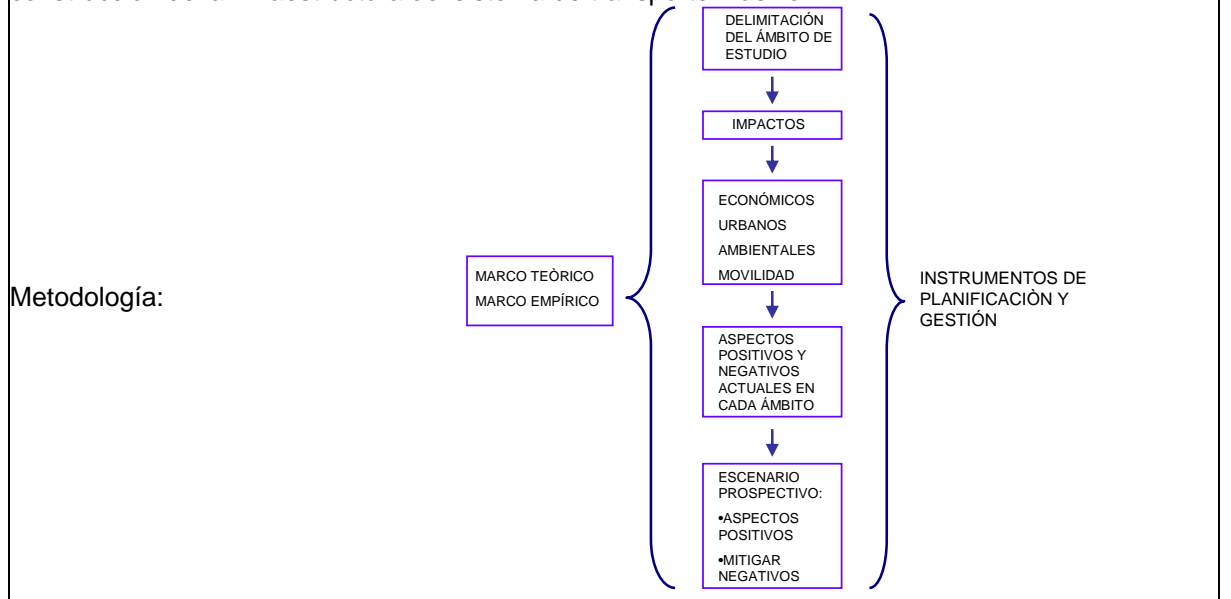 Metodología:
MARCO TEÒRICO
MARCO EMPÍRICO
DELIMITACIÓN
DEL ÁMBITO DE
ESTUDIO
IMPACTOS
ECONÓMICOS
URBANOS
AMBIENTALES
MOVILIDAD
ASPECTOS
POSITIVOS Y
NEGATIVOS
ACTUALES EN
CADA ÁMBITO
ESCENARIO
PROSPECTIVO:
•ASPECTOS
POSITIVOS
•MITIGAR
NEGATIVOS
INSTRUMENTOS DE
PLANIFICACIÒN Y
GESTIÓN